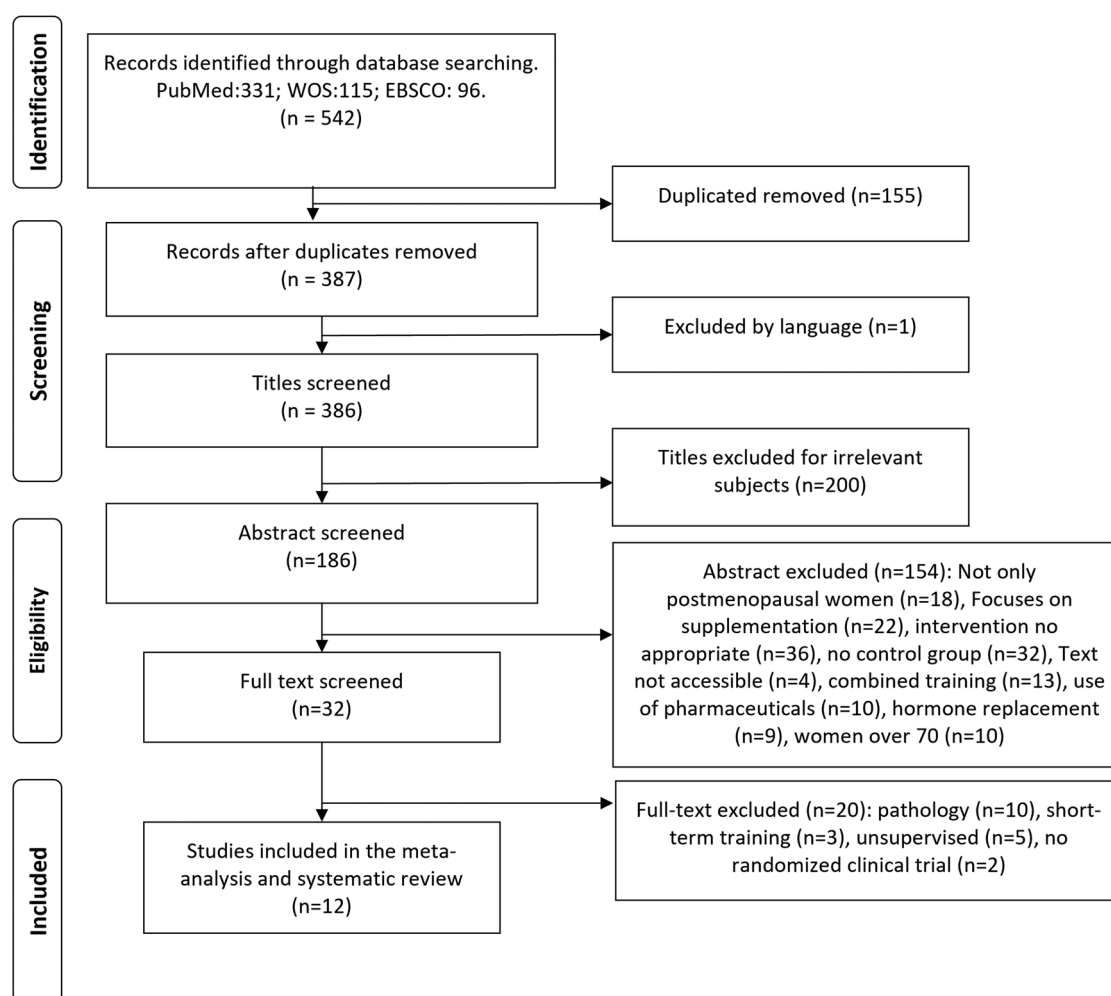 Identification
Records identified through database searching.
PubMed:331; WOS:115; EBSCO: 96.
(n = 542)
Duplicated removed (n=155)
Screening
Records after duplicates removed
(n = 387)
Excluded by language (n=1)
Titles screened
(n = 386)
Titles excluded for irrelevant
subjects (n=200)
Eligibility
Abstract screened
(n=186)
Abstract excluded (n=154): Not only
postmenopausal women (n=18), Focuses on
supplementation (n=22), intervention no
appropriate (n=36), no control group (n=32), Text
not accessible (n=4), combined training (n=13), use
of pharmaceuticals (n=10), hormone replacement
(n=9), women over 70 (n=10)
Full text screened
(n=32)
Full-text excluded (n=20): pathology (n=10), short-
term training (n=3), unsupervised (n=5), no
randomized clinical trial (n=2)
Included
Studies included in the meta-
analysis and systematic review
(n=12)